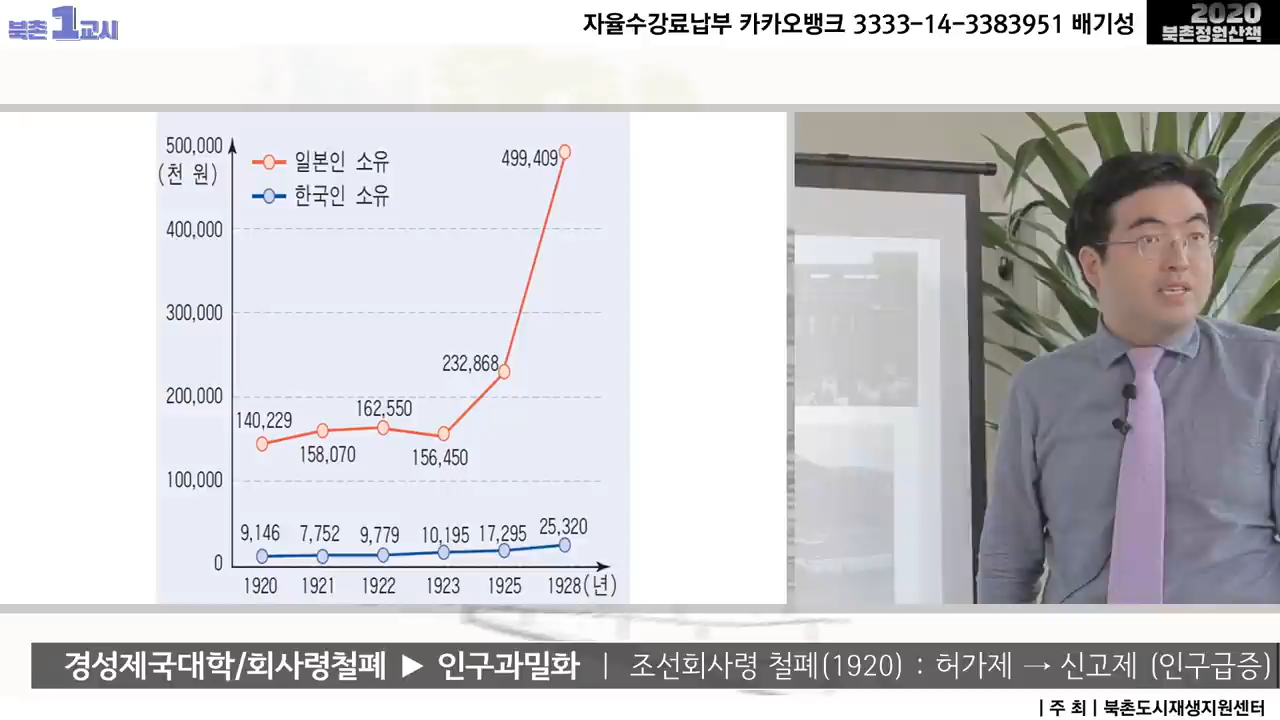 북촌1교시
자율수강료납부 카카오뱅크 3333-14-3383951 배기성
2020
북촌정원산책
500,000
(천 원)
일본인 소유
한국인 소유
499,409
400,000
300,000
232,868
200,000
140,229
162,550
158,070
156,450
100,000
9,146 7,752 9,779 10,195 17,295 25,320
0
1920 1921 1922 1923 1925 1928(년)
경성제국대학/회사령철폐 ▶ 인구과밀화 | 조선회사령 철폐(1920) : 허가제 → 신고제 (인구급증)
| 주 최 | 북촌도시재생지원센터